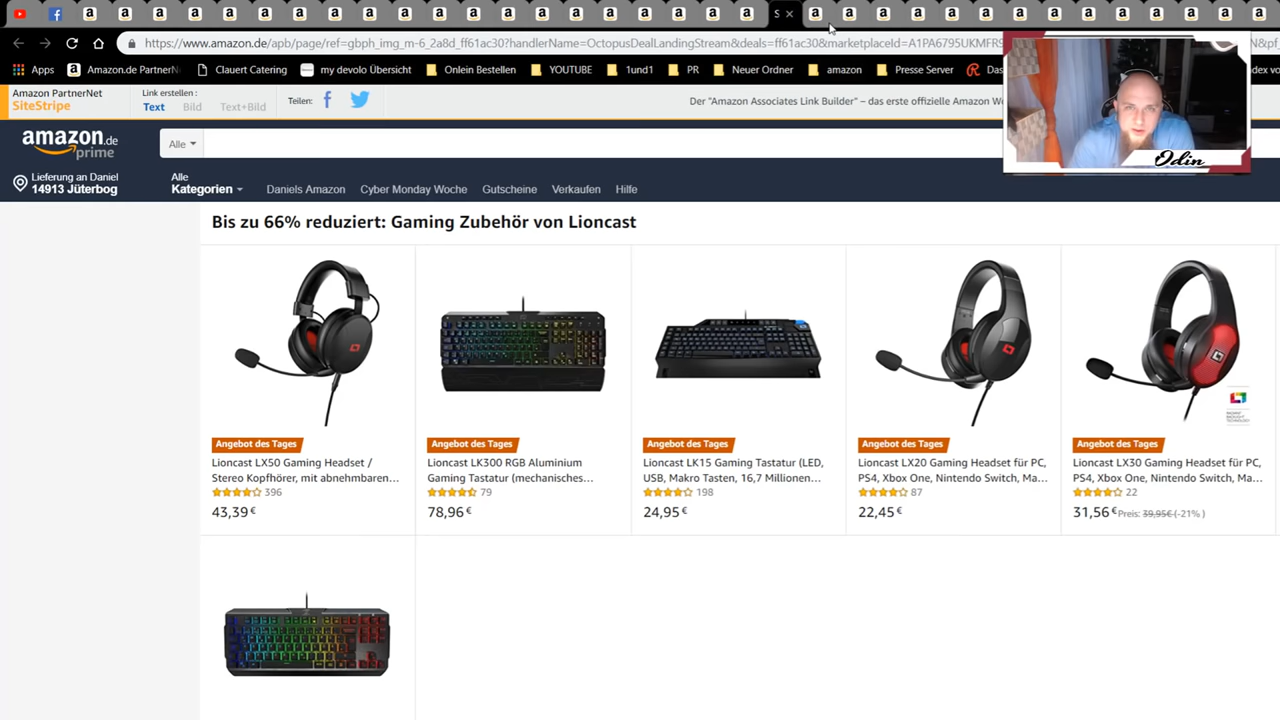 S
https://www.amazon.de/apb/page/ref=gbph_img_m-6_2a8d_ff61ac30?handlerName=OctopusDealLandingStream&deals=ff61ac30&marketplaceId=A1PA6795UKMFR9
Apps
Amazon.de PartnerN
Clauert Catering
my devolo Übersicht
Onlein Bestellen
YOUTUBE
1und1
PR
Neuer Ordner
amazon
Presse Server
Das
Amazon PartnerNet
SiteStripe
Link erstellen :
Text
Bild
Text+Bild
Teilen:
Der "Amazon Associates Link Builder" – das erste offizielle Amazon
Odin
amazon.de
prime
Alle
Lieferung an Daniel
14913 Jüterbog
Alle
Kategorien
Daniels Amazon
Cyber Monday Woche
Gutscheine
Verkaufen
Hilfe
Bis zu 66% reduziert: Gaming Zubehör von Lioncast
Angebot des Tages
Lioncast LX50 Gaming Headset /
Stereo Kopfhörer, mit abnehmbaren…
396
43,39 €
Angebot des Tages
Lioncast LK300 RGB Aluminium
Gaming Tastatur (mechanisches…
79
78,96 €
Angebot des Tages
Lioncast LK15 Gaming Tastatur (LED,
USB, Makro Tasten, 16,7 Millionen…
198
24,95 €
Angebot des Tages
Lioncast LX20 Gaming Headset für PC,
PS4, Xbox One, Nintendo Switch, Ma…
87
22,45 €
Angebot des Tages
Lioncast LX30 Gaming Headset für PC,
PS4, Xbox One, Nintendo Switch, Ma…
22
31,56 € Preis: 39,95€ (-21% )